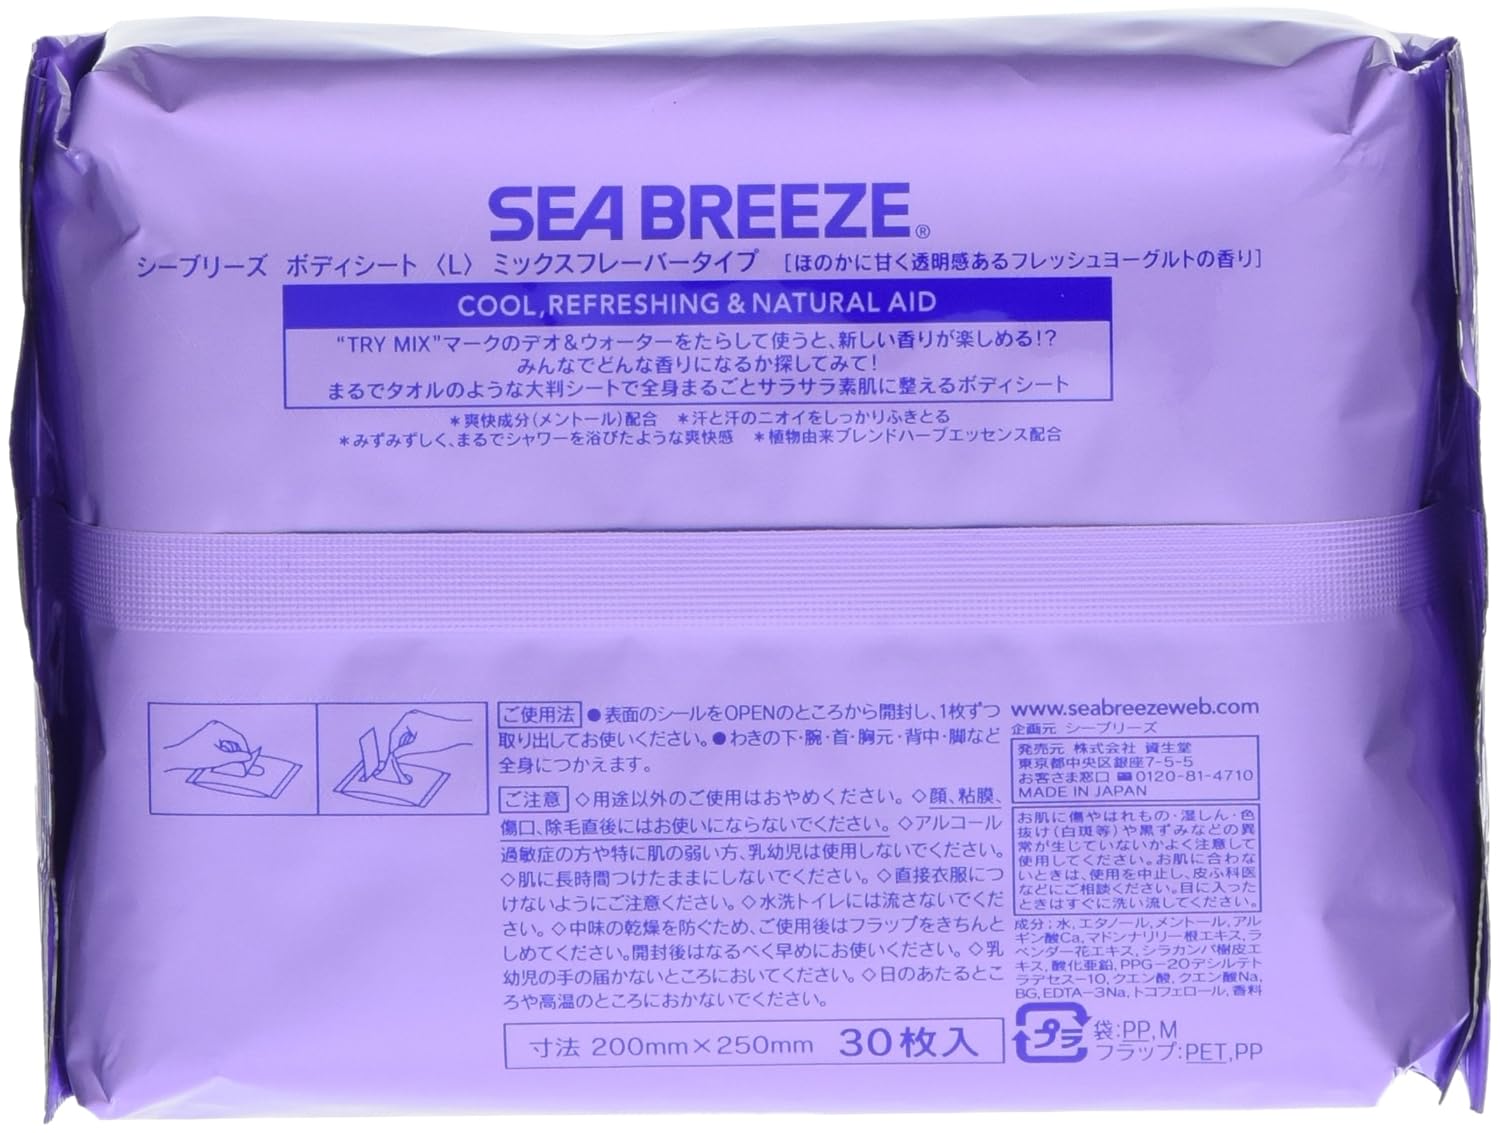 SEA BREEZE®
シーブリーズ ボディシート 〈L〉 ミックスフレーバータイプ [ほのかに甘く透明感あるフレッシュヨーグルトの香り]
COOL,REFRESHING & NATURAL AID
“TRY MIX”マークのデオ&ウォーターをたらして使うと、新しい香りが楽しめる!?
みんなでどんな香りになるか探してみて!
まるでタオルのような大判シートで全身まるごとサラサラ素肌に整えるボディシート
*爽快成分(メントール)配合 *汗と汗のニオイをしっかりふきとる
*みずみずしく、まるでシャワーを浴びたような爽快感 *植物由来ブレンドハーブエッセンス配合
ご使用法 ●表面のシールをOPENのところから開封し、1枚ずつ
取り出してお使いください。●わきの下・腕・首・胸元・背中・脚など
全身につかえます。
ご注意 ◇用途以外のご使用はおやめください。◇顔、粘膜、
傷口、除毛直後にはお使いにならないでください。◇アルコール
過敏症の方や特に肌の弱い方、乳幼児は使用しないでください。
◇肌に長時間つけたままにしないでください。◇直接衣服につ
けないようにご注意ください。◇水洗トイレには流さないでくだ
さい。◇中味の乾燥を防ぐため、ご使用後はフラップをきちんと
しめてください。開封後はなるべく早めにお使いください。◇乳
幼児の手の届かないところにおいてください。◇日のあたるとこ
ろや高温のところにおかないでください。
寸法 200mm×250mm 30枚入
www.seabreezeweb.com
企画元 シーブリーズ
発売元 株式会社 資生堂
東京都中央区銀座7-5-5
お客さま窓口 0120-81-4710
MADE IN JAPAN
お肌に傷やはれもの・湿しん・色
抜け(白斑等)や黒ずみなどの異
常が生じていないかよく注意して
使用してください。お肌に合わな
いときは、使用を中止し、皮ふ科医
などにご相談ください。目に入った
ときはすぐに洗い流してください。
成分;水,エタノール,メントール,アル
ギン酸Ca,マドンナリリー根エキス,ラ
ベンダー花エキス,シラカンバ樹皮エ
キス,酸化亜鉛,PPG-20デシルテト
ラデセス-10,クエン酸,クエン酸Na,
BG,EDTA-3Na,トコフェロール,香料
プラ 袋:PP,M
フラップ:PET,PP